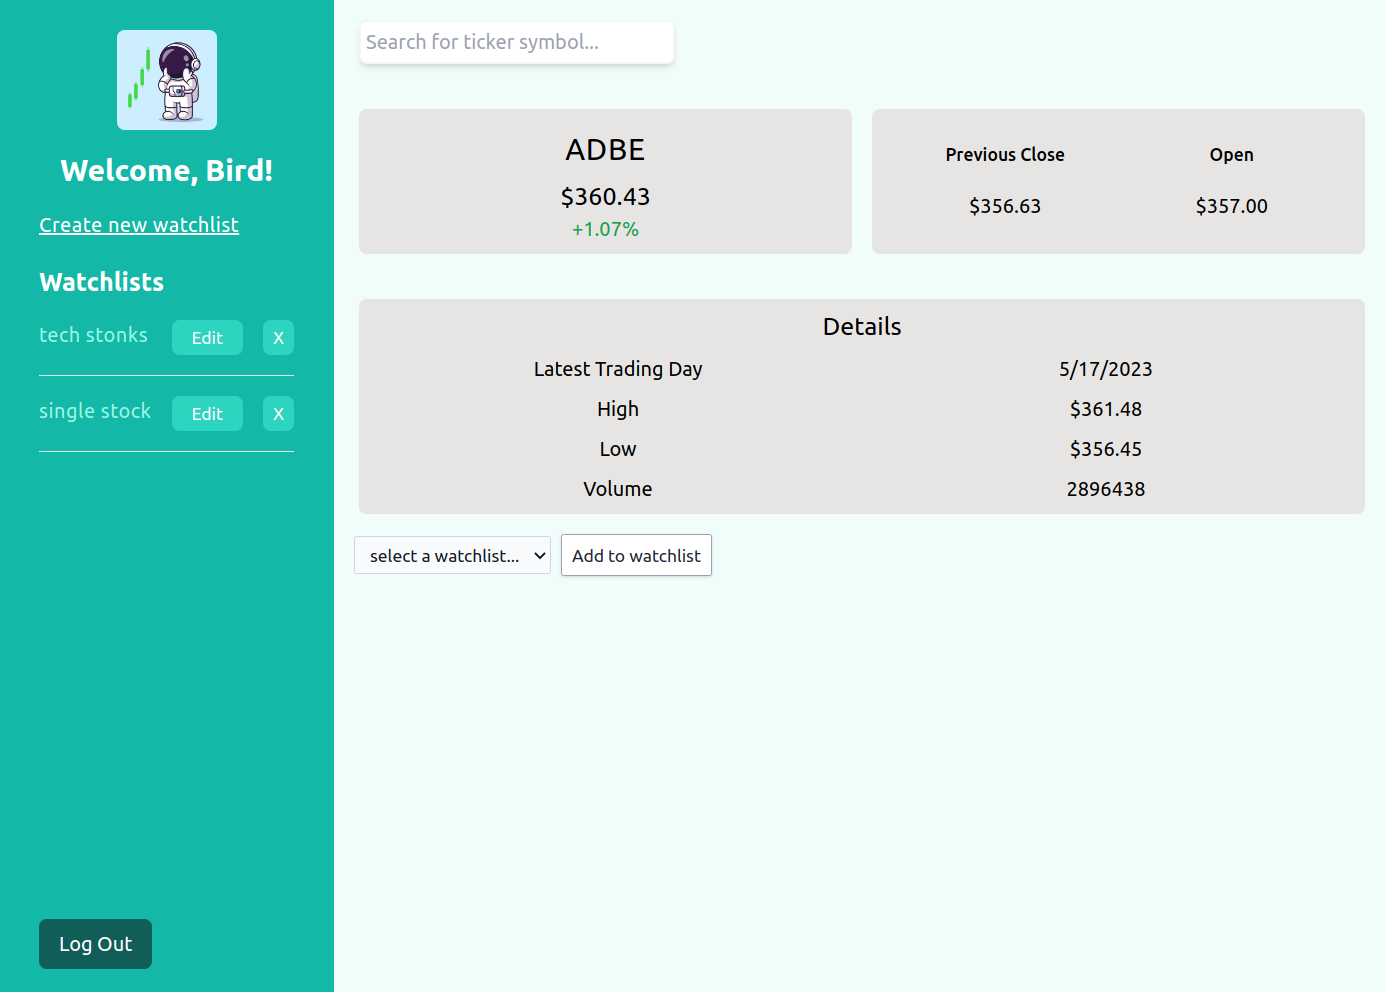 Welcome, Bird!
Create new watchlist
Watchlists
tech stonks Edit X
single stock Edit X
Log Out
Search for ticker symbol...
ADBE
$360.43
+1.07%
Previous Close Open
$356.63 $357.00
Details
Latest Trading Day 5/17/2023
High $361.48
Low $356.45
Volume 2896438
select a watchlist... Add to watchlist